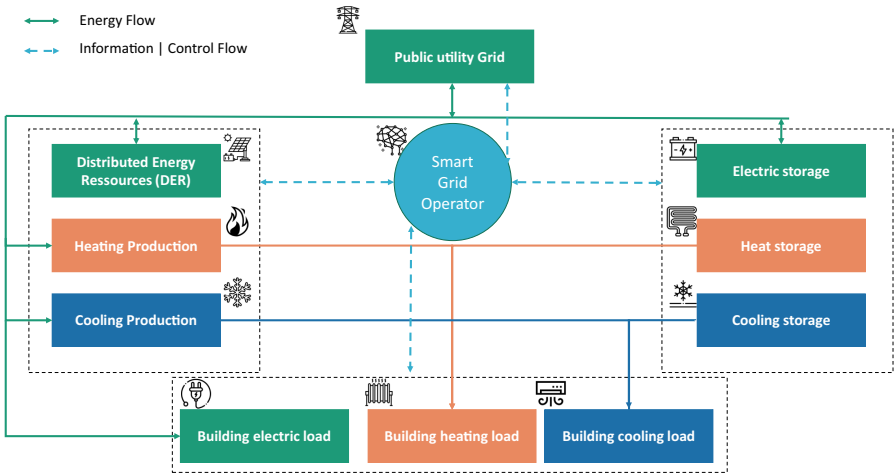 Energy Flow
Information | Control Flow
Public utility Grid
Smart
Grid
Operator
Distributed Energy
Ressources (DER)
Electric storage
Heating Production
Heat storage
Cooling Production
Cooling storage
Building electric load
Building heating load
Building cooling load